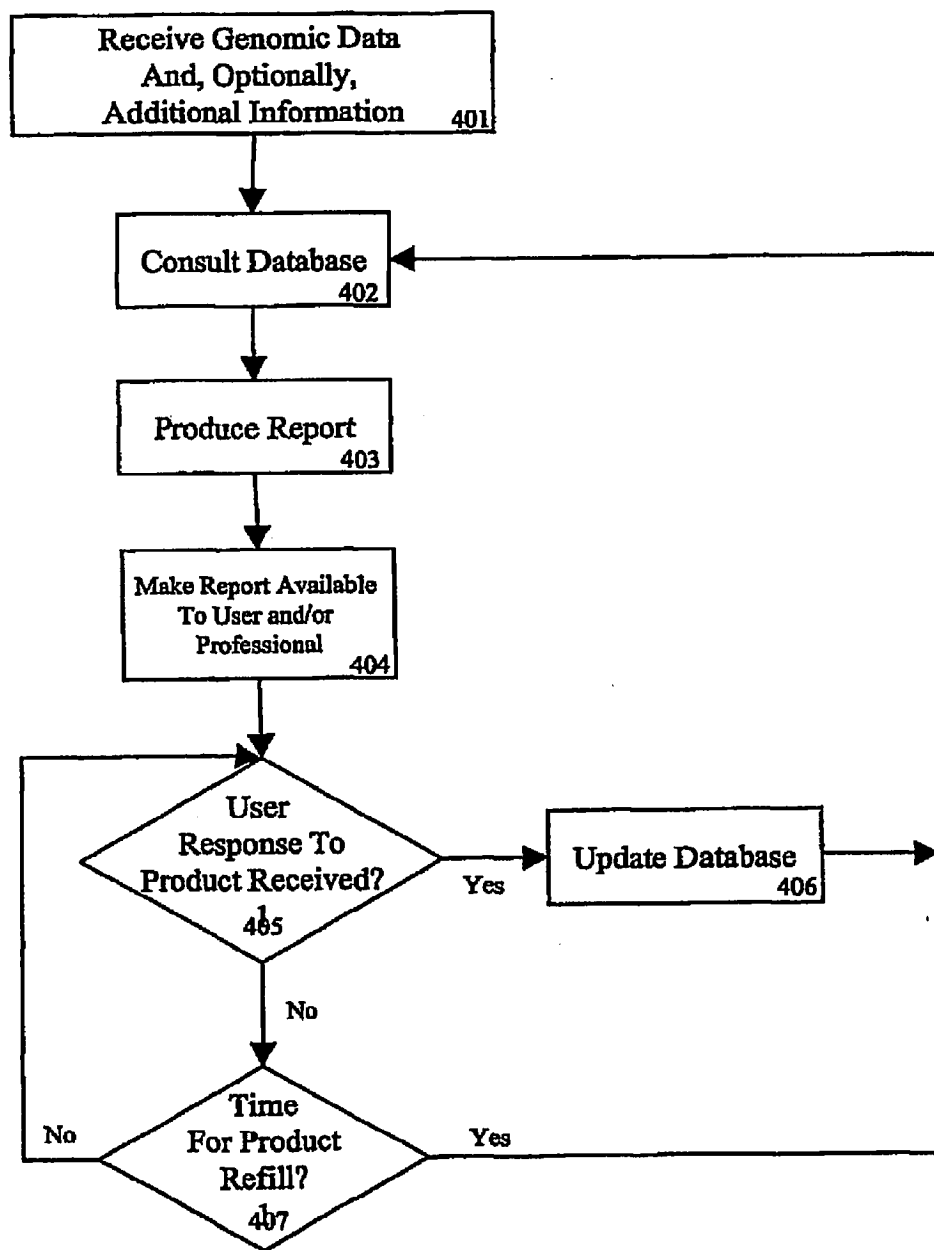 Receive Genomic Data
And, Optionally,
Additional Information
401
Consult Database
402
Produce Report
403
Make Report Available
To User and/or
Professional
404
User
Response To
Product Received?
405
Yes
Update Database
406
No
Time
For Product
Refill?
407
No
Yes